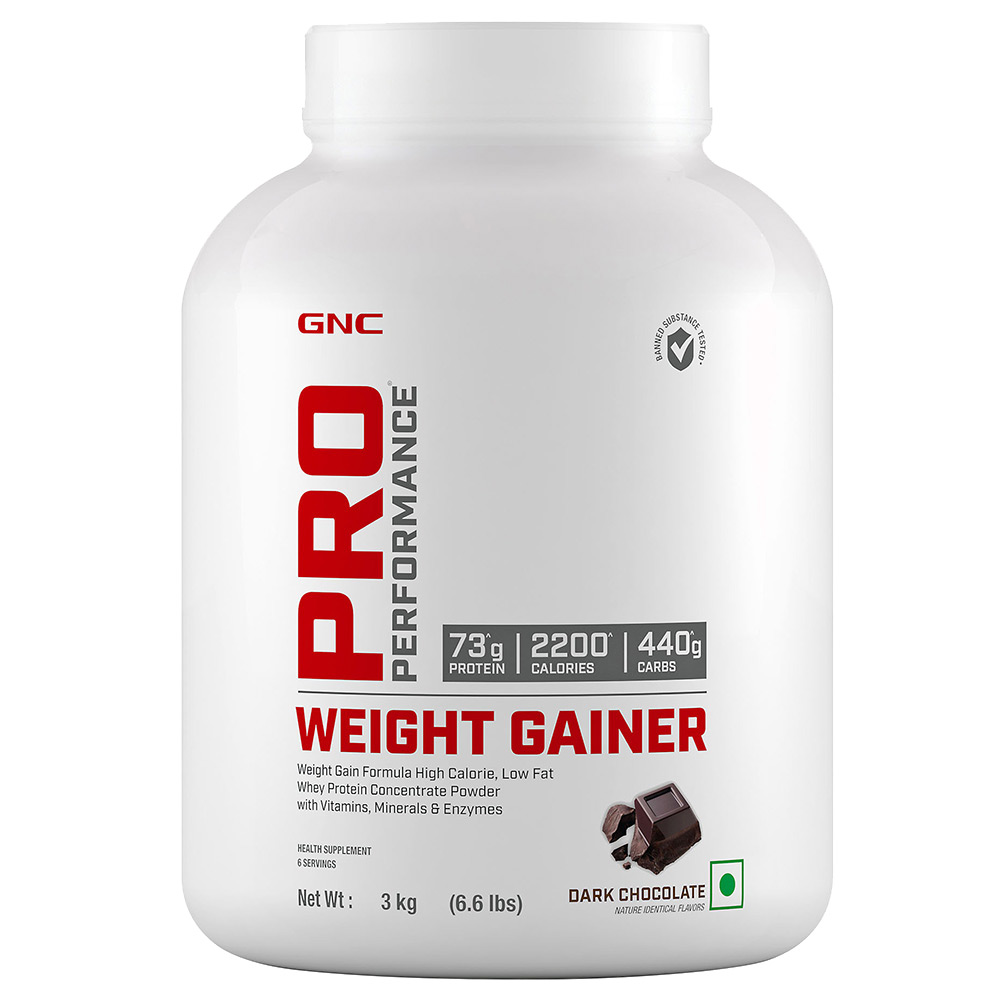 GNC
BANNED SUBSTANCE TESTED •
PRO
PERFORMANCE®
73^g PROTEIN | 2200^ CALORIES | 440^g CARBS
WEIGHT GAINER
Weight Gain Formula High Calorie, Low Fat
Whey Protein Concentrate Powder
with Vitamins, Minerals & Enzymes
HEALTH SUPPLEMENT
6 SERVINGS
Net Wt : 3 kg (6.6 lbs)
DARK CHOCOLATE
NATURE IDENTICAL FLAVORS